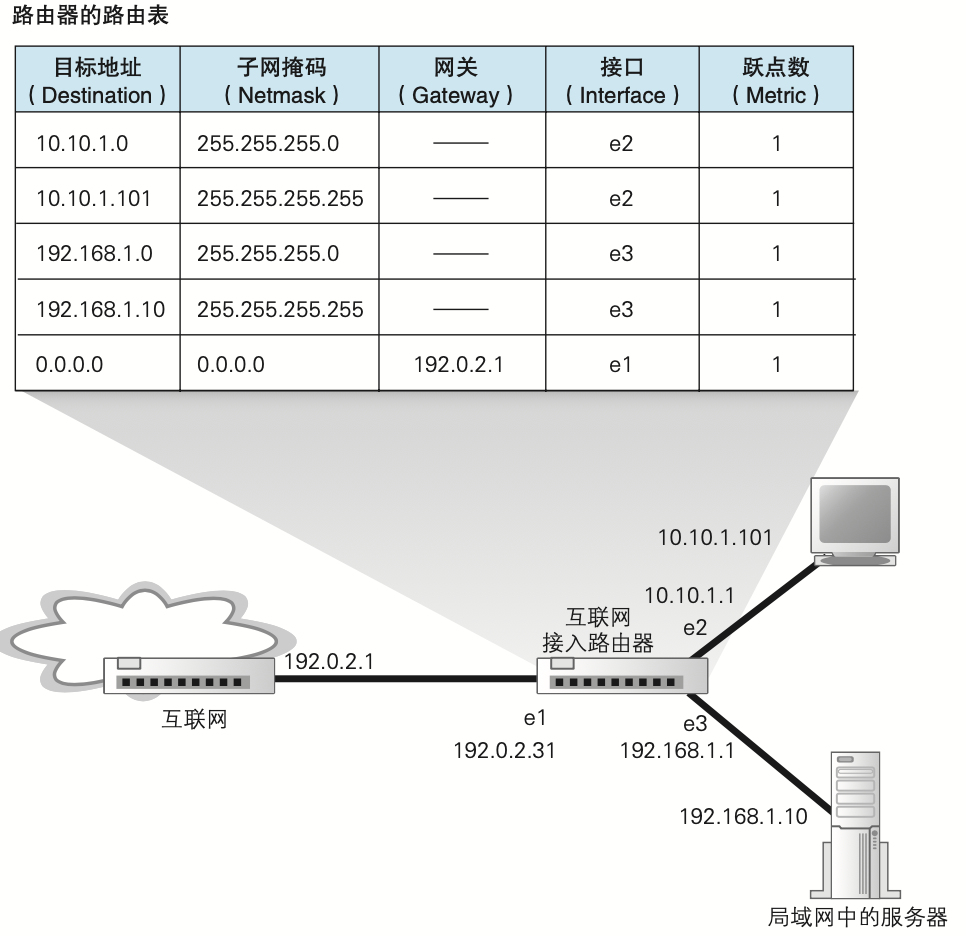 路由器的路由表
目标地址 子网掩码 网关 接口 跃点数
（Destination） （Netmask） （Gateway） （Interface） （Metric）
10.10.1.0 255.255.255.0 —— e2 1
10.10.1.101 255.255.255.255 —— e2 1
192.168.1.0 255.255.255.0 —— e3 1
192.168.1.10 255.255.255.255 —— e3 1
0.0.0.0 0.0.0.0 192.0.2.1 e1 1
10.10.1.101
10.10.1.1
互联网
接入路由器
e2
192.0.2.1
互联网
e1
192.0.2.31
e3
192.168.1.1
192.168.1.10
局域网中的服务器